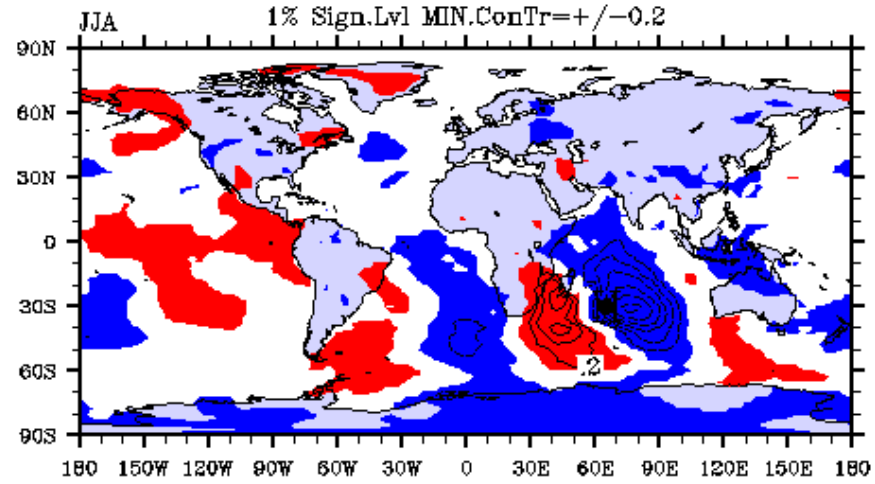 JJA 1% Sign.Lvl MIN.ConTr=+/−0.2
90N
60N
30N
0
30S
60S
90S
.2
180 150W 120W 90W 60W 30W 0 30E 60E 90E 120E 150E 180